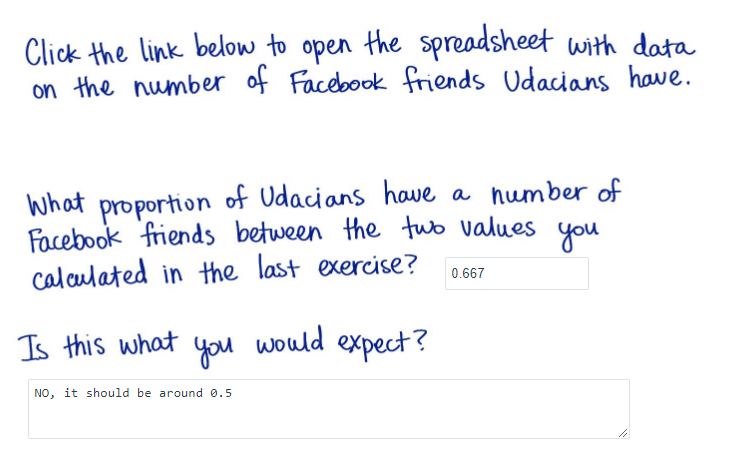 Click the link below to open the spreadsheet with data
on the number of Facebook friends Udacians have.
What proportion of Udacians have a number of
Facebook friends between the two values you
calculated in the last exercise? 0.667
Is this what you would expect?
NO, it should be around 0.5